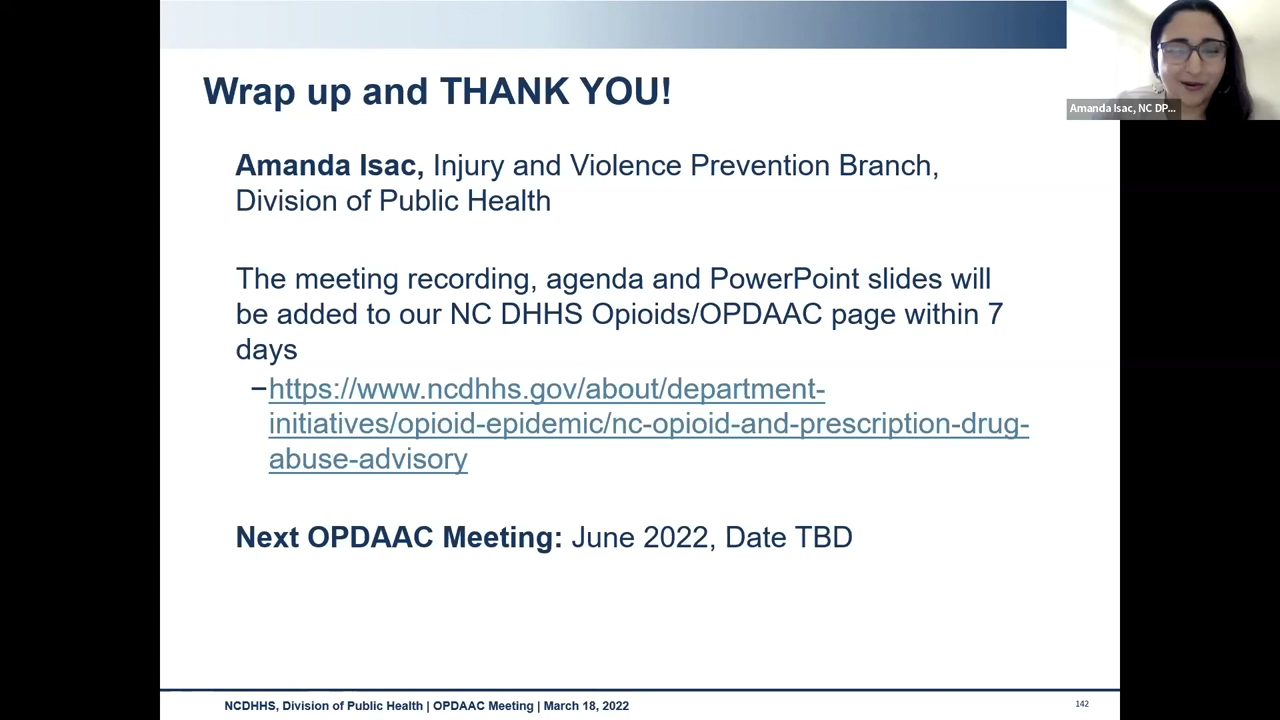 Wrap up and THANK YOU!
Amanda Isac, NC DP...
Amanda Isac, Injury and Violence Prevention Branch,
Division of Public Health
The meeting recording, agenda and PowerPoint slides will
be added to our NC DHHS Opioids/OPDAAC page within 7
days
–https://www.ncdhhs.gov/about/department-
initiatives/opioid-epidemic/nc-opioid-and-prescription-drug-
abuse-advisory
Next OPDAAC Meeting: June 2022, Date TBD
NCDHHS, Division of Public Health | OPDAAC Meeting | March 18, 2022
142